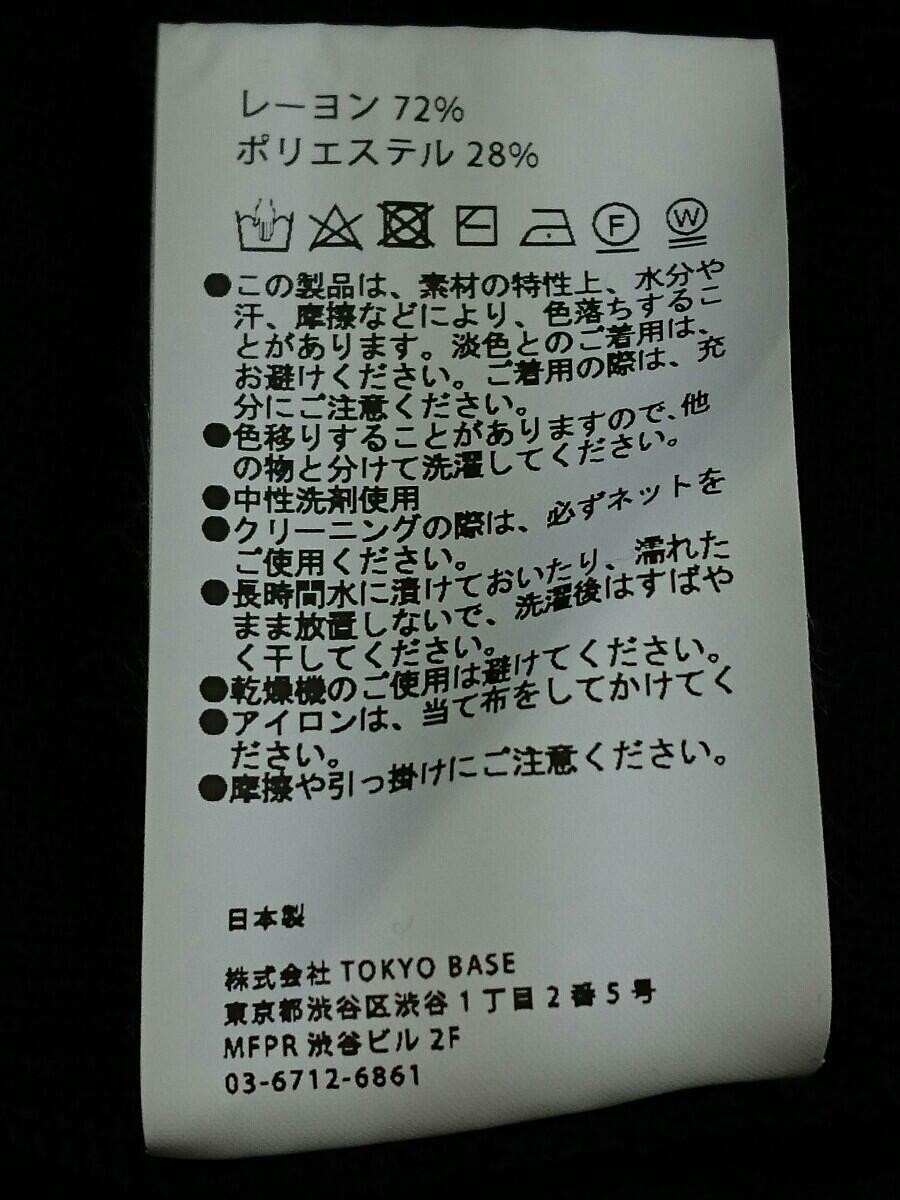 レーヨン 72%
ポリエステル 28%
F
W
●この製品は、素材の特性上、水分や
汗、摩擦などにより、色落ちするこ
とがあります。淡色とのご着用は、
お避けください。ご着用の際は、充
分にご注意ください。
●色移りすることがありますので、他
の物と分けて洗濯してください。
●中性洗剤使用
●クリーニングの際は、必ずネットを
ご使用ください。
●長時間水に漬けておいたり、濡れた
まま放置しないで、洗濯後はすばや
く干してください。
●乾燥機のご使用は避けてください。
●アイロンは、当て布をしてかけてく
ださい。
●摩擦や引っ掛けにご注意ください。
日本製
株式会社 TOKYO BASE
東京都渋谷区渋谷1丁目2番5号
MFPR 渋谷ビル 2F
03-6712-6861